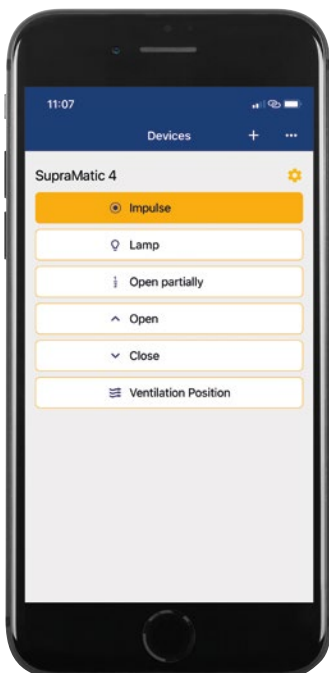 11:07
Devices
SupraMatic 4
Impulse
Lamp
Open partially
Open
Close
Ventilation Position